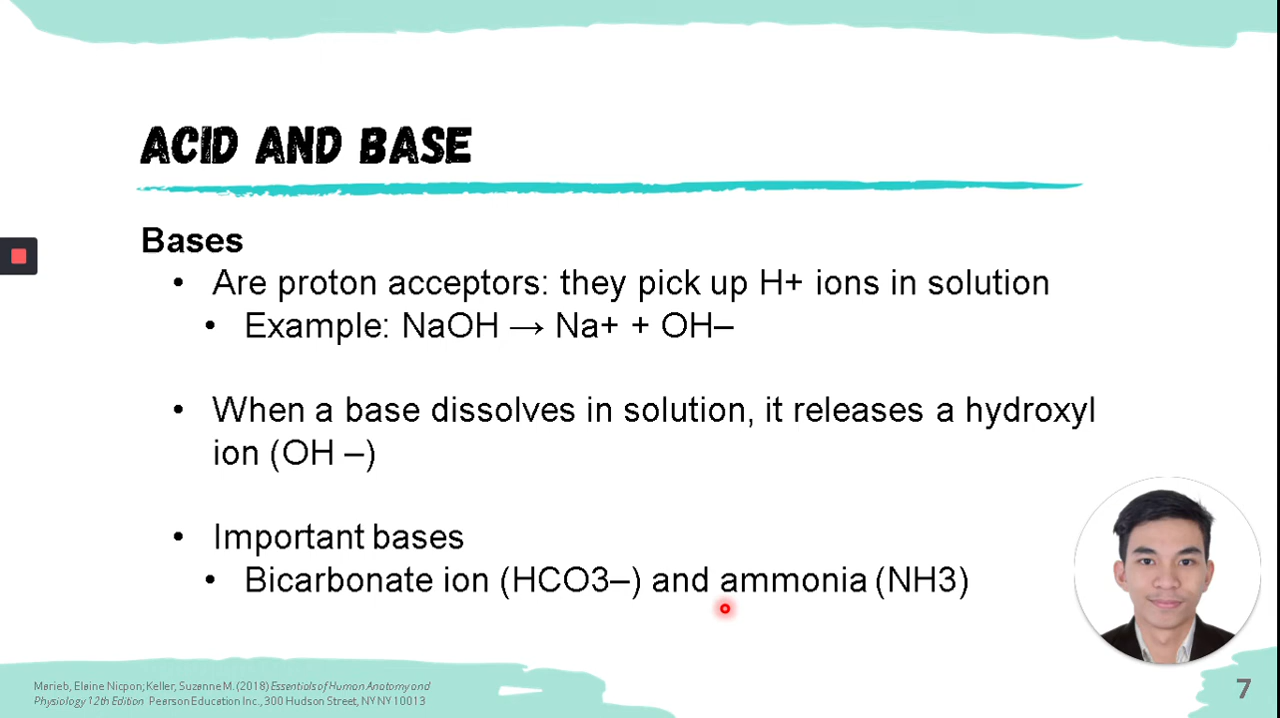 ACID AND BASE
Bases
• Are proton acceptors: they pick up H+ ions in solution
• Example: NaOH → Na+ + OH–
• When a base dissolves in solution, it releases a hydroxyl
ion (OH –)
• Important bases
• Bicarbonate ion (HCO3–) and ammonia (NH3)
Marieb, Elaine Nicpon; Keller, Suzanne M. (2018) Essentials of Human Anatomy and
Physiology 12th Edition Pearson Education Inc., 300 Hudson Street, NY NY 10013
7